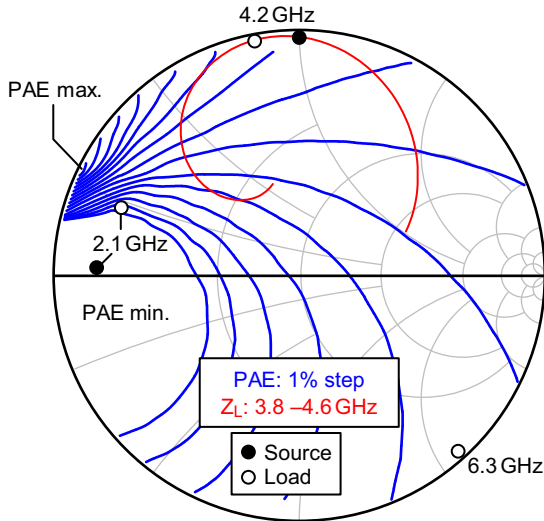 4.2 GHz
PAE max.
2.1 GHz
PAE min.
PAE: 1% step
Z_L: 3.8 –4.6 GHz
Source
Load
6.3 GHz